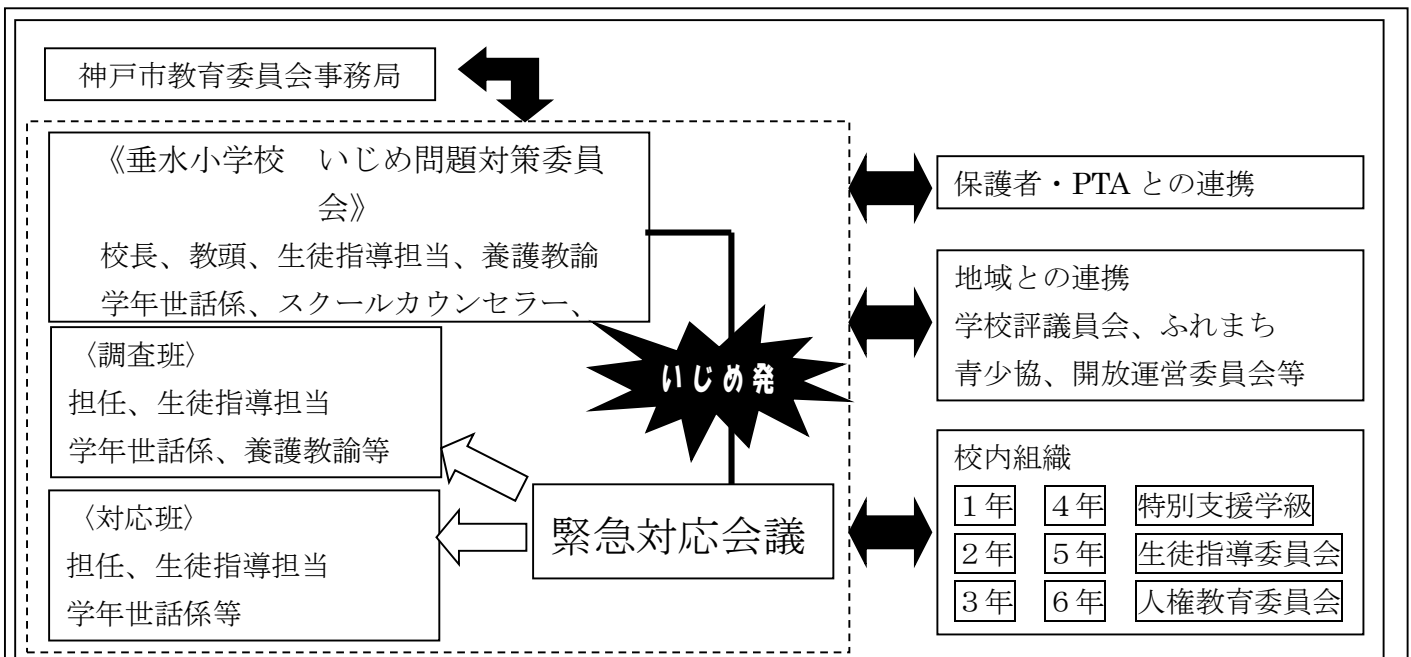 神戸市教育委員会事務局
《垂水小学校　いじめ問題対策委員
会》
校長、教頭、生徒指導担当、養護教諭
学年世話係、スクールカウンセラー、
〈調査班〉
担任、生徒指導担当
学年世話係、養護教諭等
〈対応班〉
担任、生徒指導担当
学年世話係等
いじめ発
緊急対応会議
保護者・PTA との連携
地域との連携
学校評議員会、ふれまち
青少協、開放運営委員会等
校内組織
１年　４年　特別支援学級
２年　５年　生徒指導委員会
３年　６年　人権教育委員会